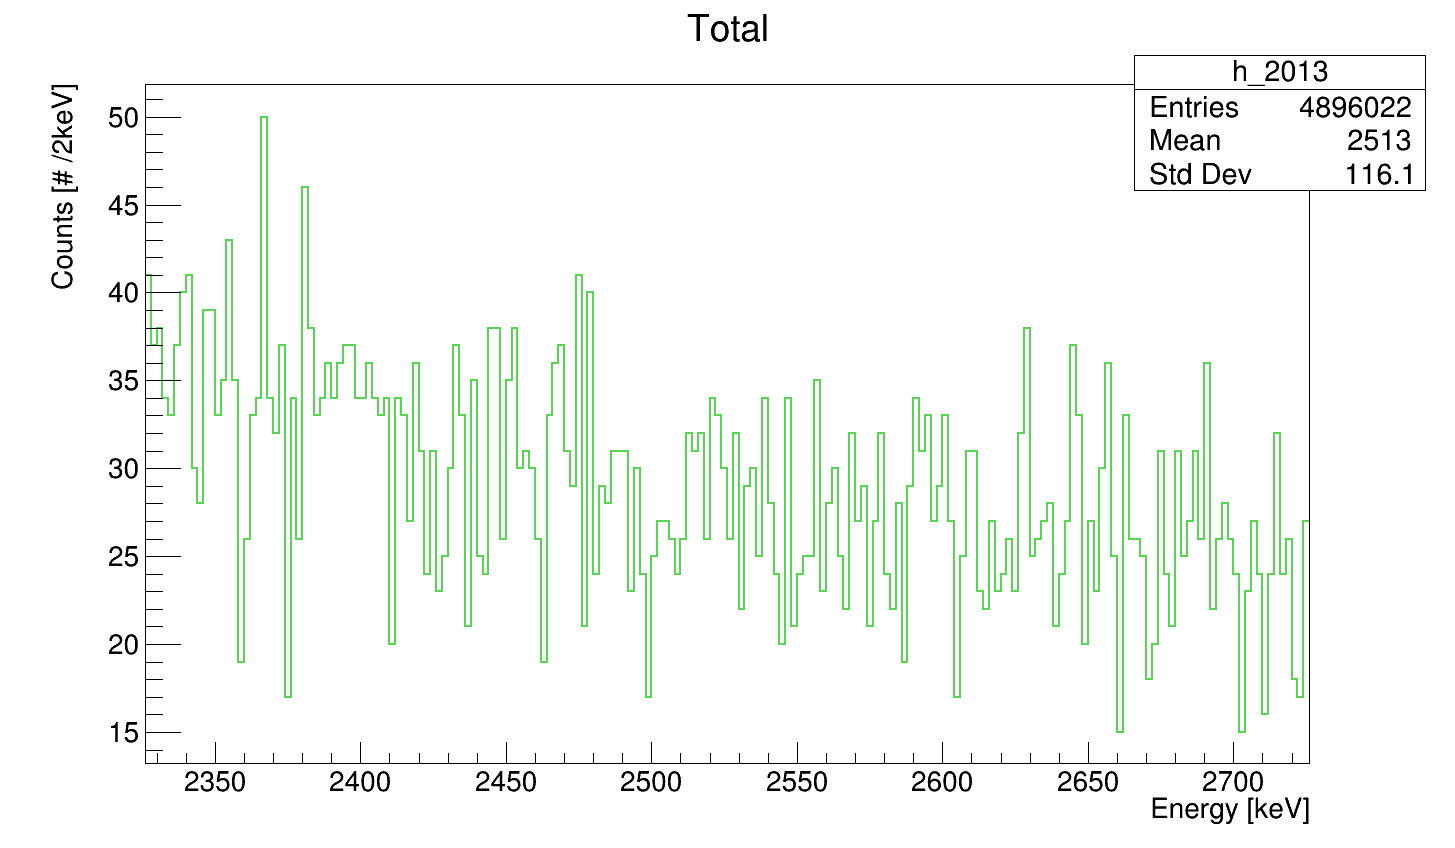 Total
h_2013
Entries 4896022
Mean 2513
Std Dev 116.1
Counts [# /2keV]
50
45
40
35
30
25
20
15
2350 2400 2450 2500 2550 2600 2650 2700
Energy [keV]